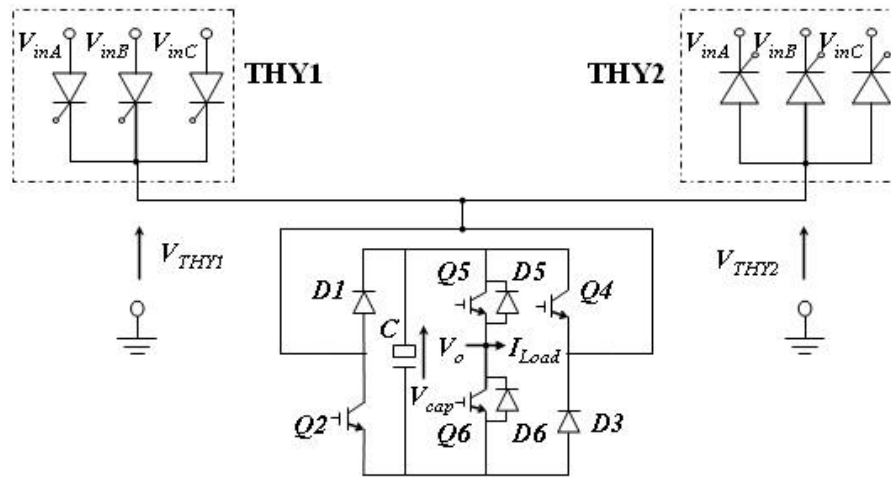 V_inA V_inB V_inC
THY1
THY2
V_inA V_inB V_inC
V_THY1
V_THY2
Q5 D5
D1 Q4
C
V_o I_Load
V_cap
Q2 Q6 D6 D3